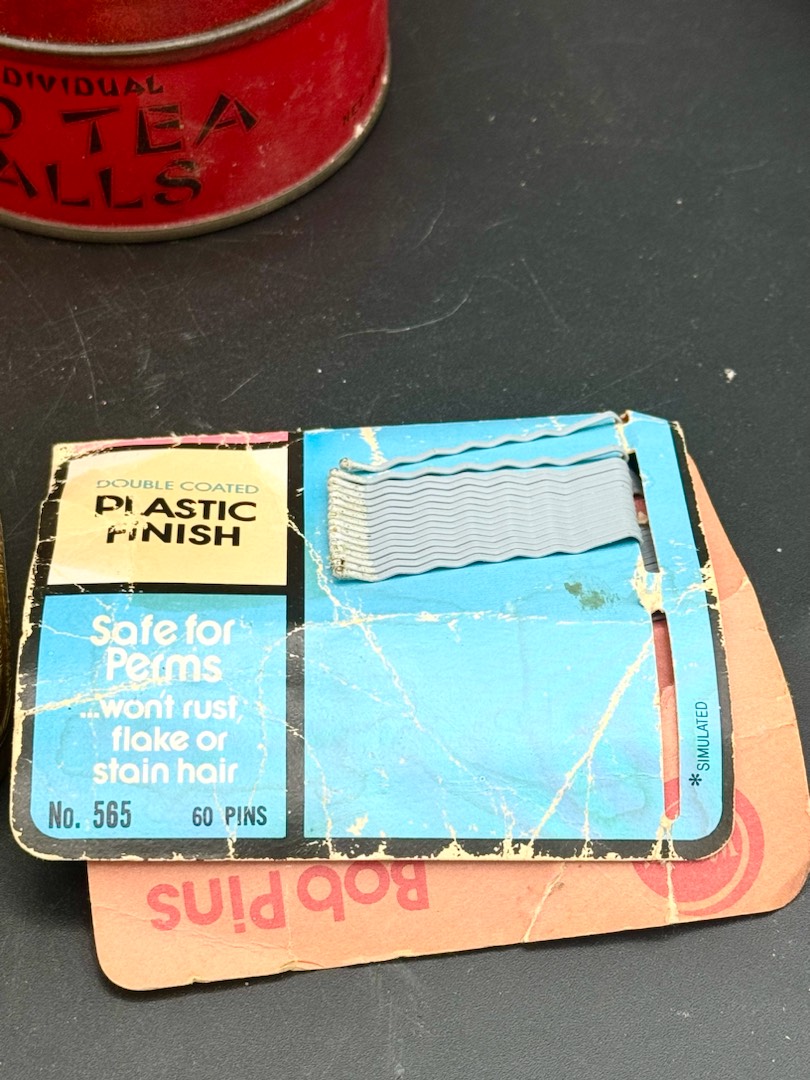 DIVIDUAL
TEA
ALLS
DOUBLE COATED
PLASTIC
FINISH
Safe for
Perms
...won't rust,
flake or
stain hair
No. 565 60 PINS
*SIMULATED
Bob Pins